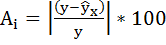 Aᵢ = |(y-ŷₓ)/y| * 100